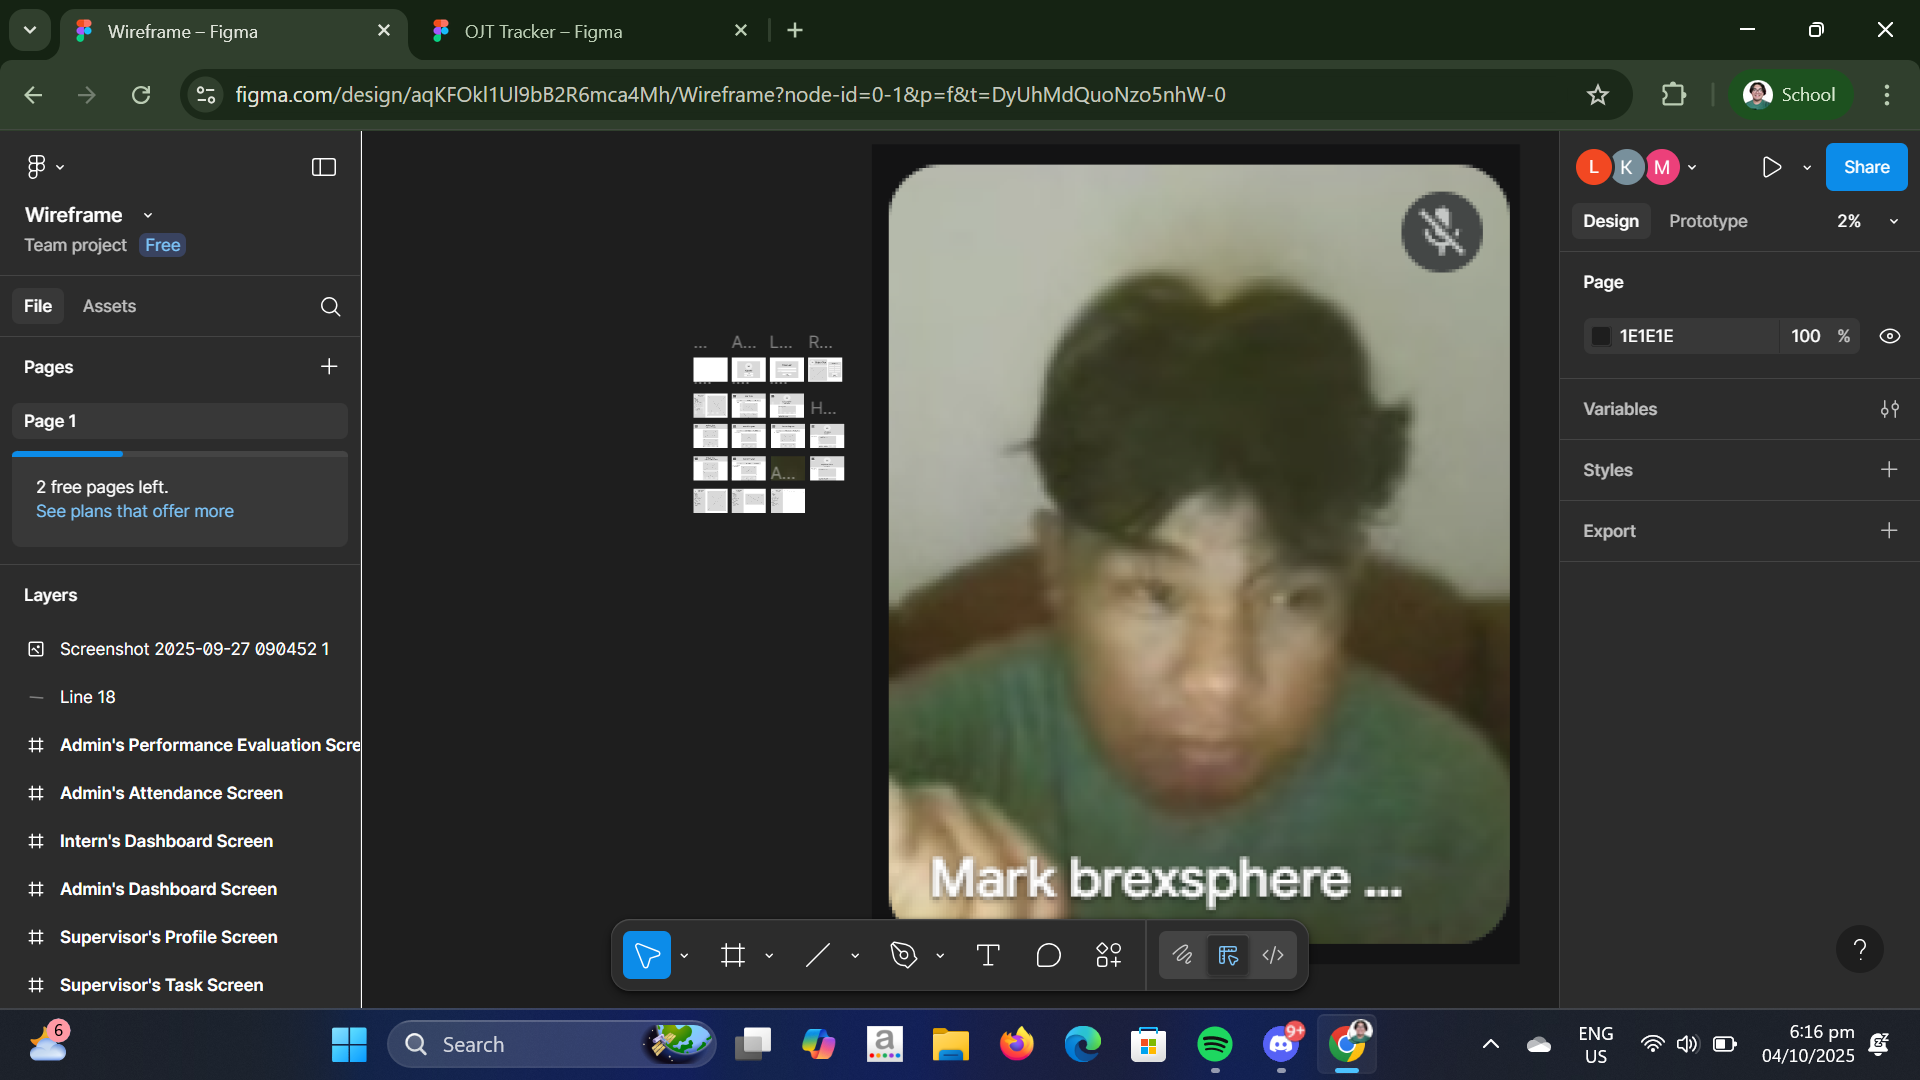 Wireframe – Figma
OJT Tracker – Figma
figma.com/design/aqKFOkl1Ul9bB2R6mca4Mh/Wireframe?node-id=0-1&p=f&t=DyUhMdQuoNzo5nhW-0
School
Wireframe
Team project Free
File Assets
Pages
Page 1
2 free pages left.
See plans that offer more
Layers
Screenshot 2025-09-27 090452 1
Line 18
Admin's Performance Evaluation Scre
Admin's Attendance Screen
Intern's Dashboard Screen
Admin's Dashboard Screen
Supervisor's Profile Screen
Supervisor's Task Screen
... A... L... R...
H...
A...
Mark brexsphere ...
L K M
Share
Design Prototype 2%
Page
1E1E1E 100 %
Variables
Styles
Export
?
6
Search
a
9+
ENG
US
6:16 pm
04/10/2025